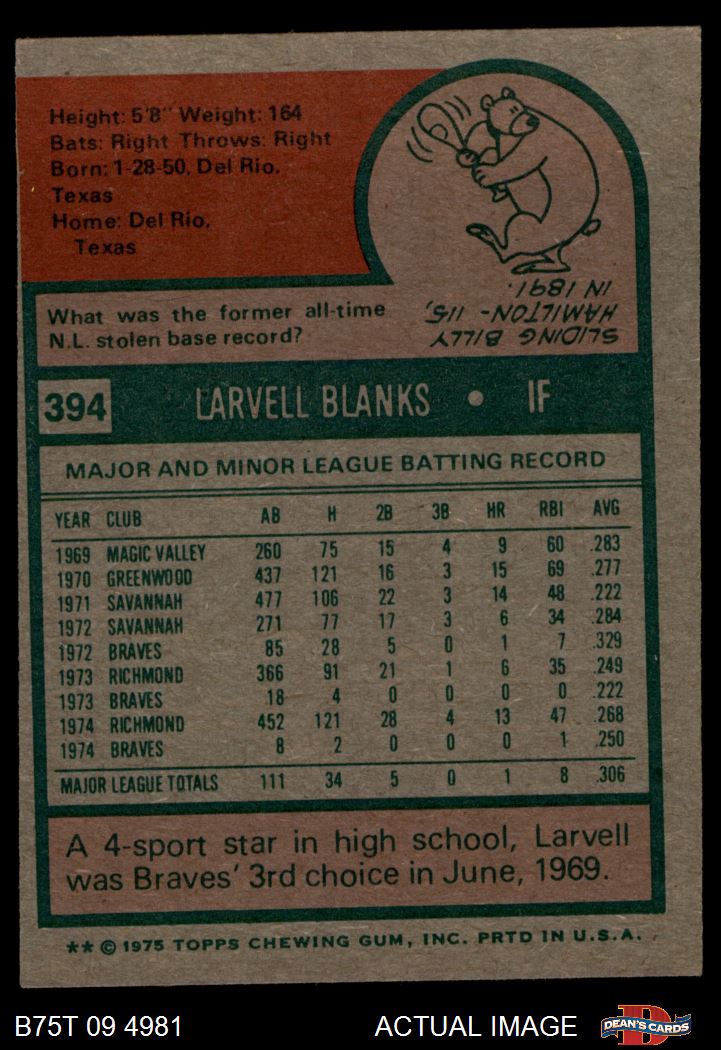 Height: 5'8" Weight: 164
Bats: Right Throws: Right
Born: 1-28-50, Del Rio,
Texas
Home: Del Rio,
Texas
What was the former all-time
N.L. stolen base record?
SLIDING BILLY
HAMILTON - 115,
IN 1891.
394 LARVELL BLANKS • IF
MAJOR AND MINOR LEAGUE BATTING RECORD
YEAR CLUB AB H 2B 3B HR RBI AVG
1969 MAGIC VALLEY 260 75 15 4 9 60 .283
1970 GREENWOOD 437 121 16 3 15 69 .277
1971 SAVANNAH 477 106 22 3 14 48 .222
1972 SAVANNAH 271 77 17 3 6 34 .284
1972 BRAVES 85 28 5 0 1 7 .329
1973 RICHMOND 366 91 21 1 6 35 .249
1973 BRAVES 18 4 0 0 0 0 .222
1974 RICHMOND 452 121 28 4 13 47 .268
1974 BRAVES 8 2 0 0 0 1 .250
MAJOR LEAGUE TOTALS 111 34 5 0 1 8 .306
A 4-sport star in high school, Larvell
was Braves' 3rd choice in June, 1969.
** © 1975 TOPPS CHEWING GUM, INC. PRTD IN U.S.A.
B75T 09 4981 ACTUAL IMAGE D DEAN'S CARDS